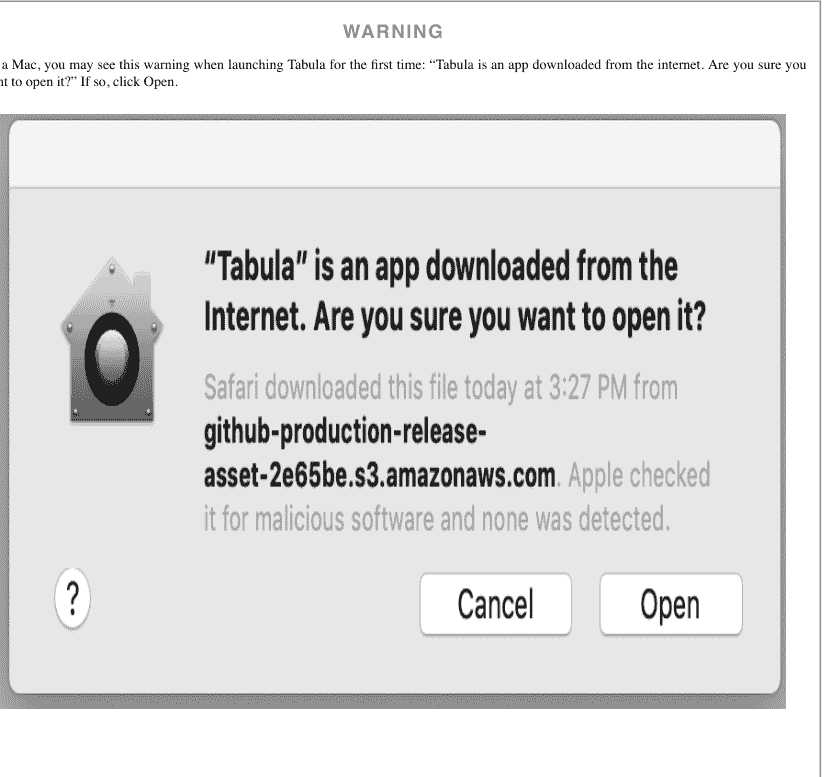 WARNING
a Mac, you may see this warning when launching Tabula for the first time: “Tabula is an app downloaded from the internet. Are you sure you
to open it?” If so, click Open.
“Tabula” is an app downloaded from the
Internet. Are you sure you want to open it?
Safari downloaded this file today at 3:27 PM from
github-production-release-
asset-2e65be.s3.amazonaws.com. Apple checked
it for malicious software and none was detected.
?
Cancel
Open